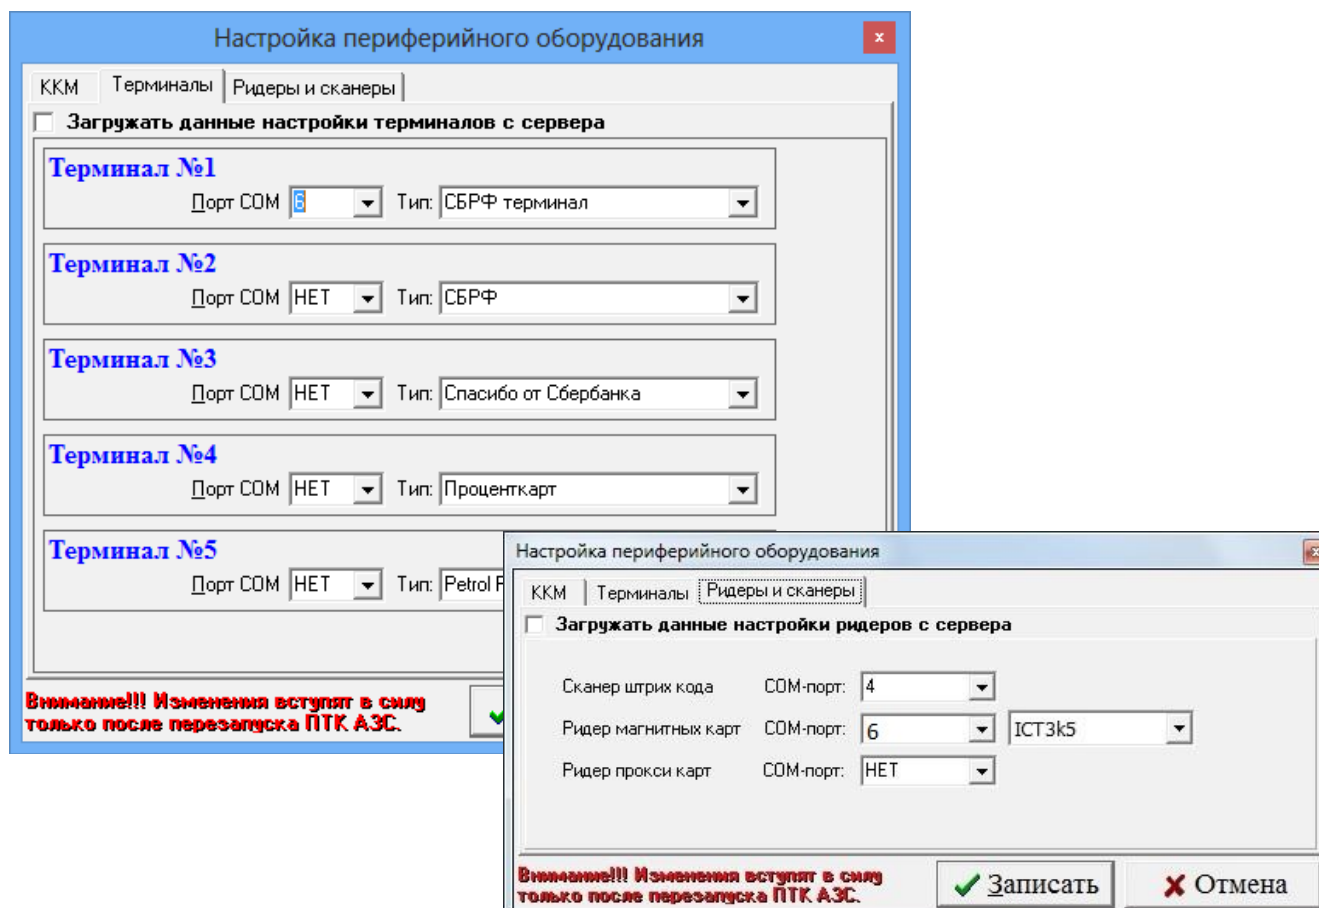 Настройка периферийного оборудования
x
ККМ Терминалы Ридеры и сканеры
Загружать данные настройки терминалов с сервера
Терминал №1
Порт COM 6 Тип: СБРФ терминал
Терминал №2
Порт COM НЕТ Тип: СБРФ
Терминал №3
Порт COM НЕТ Тип: Спасибо от Сбербанка
Терминал №4
Порт COM НЕТ Тип: Проценткарт
Терминал №5
Порт COM НЕТ Тип: Petrol
Внимание!!! Изменения вступят в силу
только после перезапуска ПТК АЗС.
Настройка периферийного оборудования
ККМ Терминалы Ридеры и сканеры
Загружать данные настройки ридеров с сервера
Сканер штрих кода COM-порт: 4
Ридер магнитных карт COM-порт: 6 ICT3k5
Ридер прокси карт COM-порт: НЕТ
Внимание!!! Изменения вступят в силу
только после перезапуска ПТК АЗС.
Записать Отмена